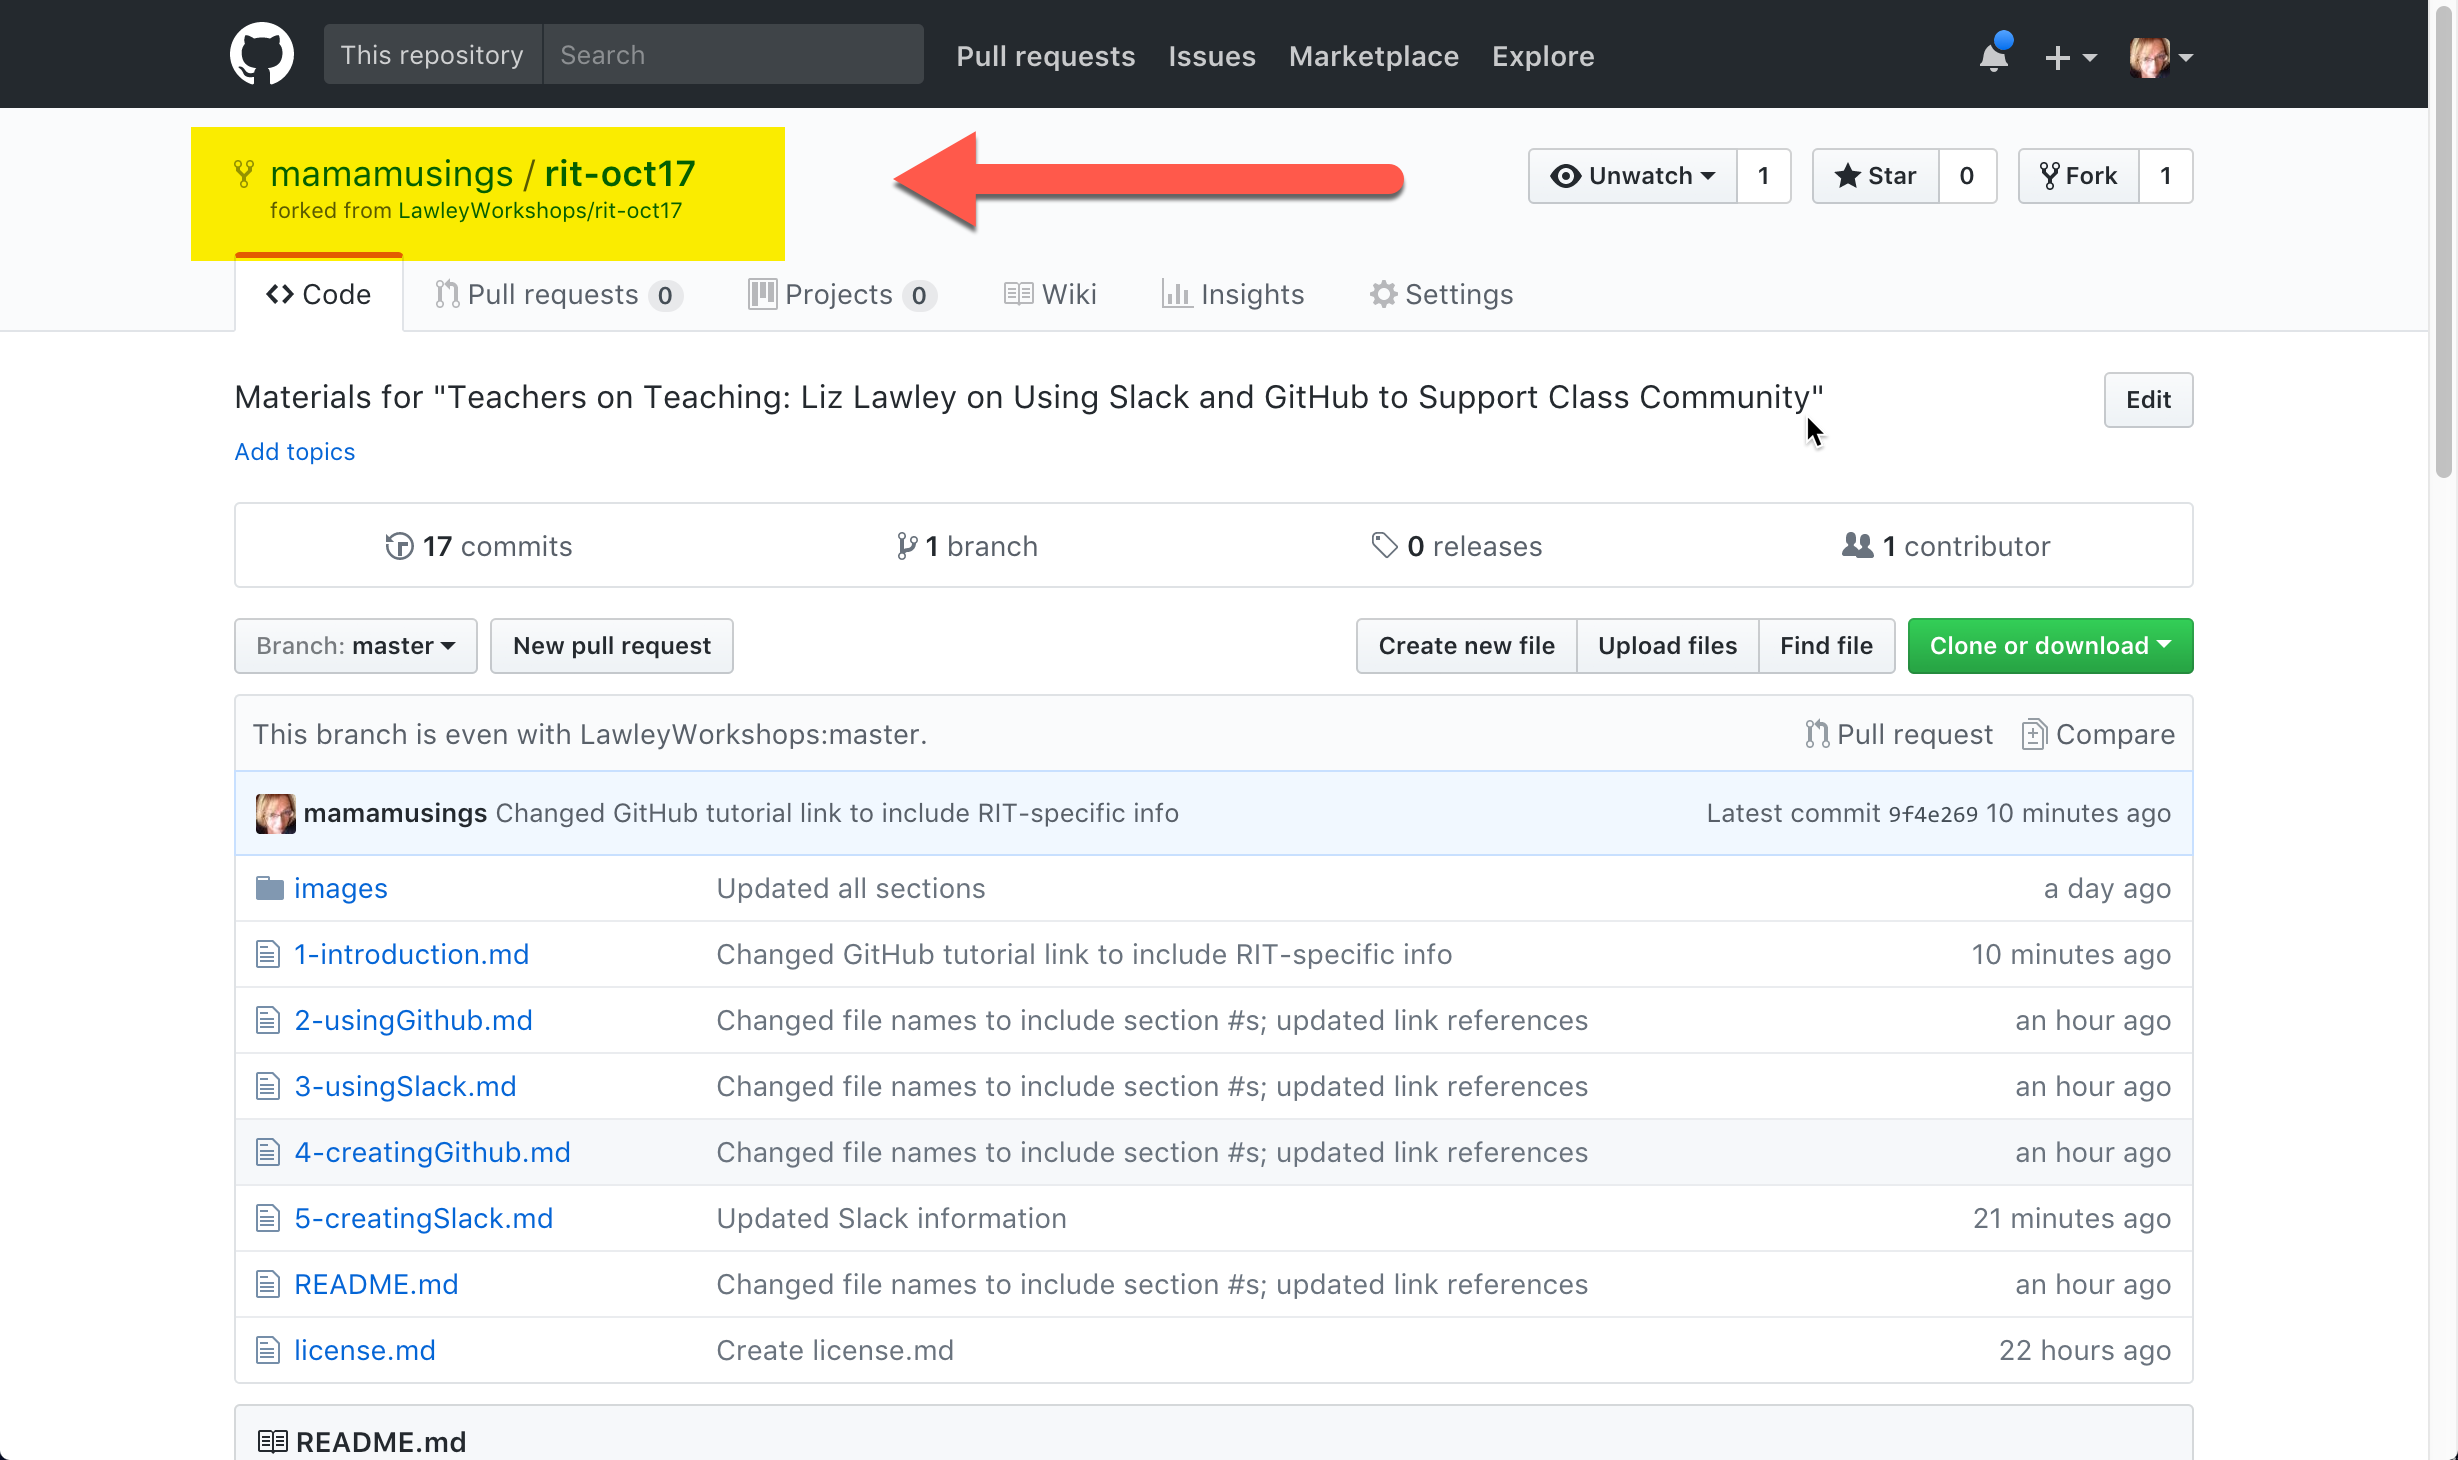 This repository Search Pull requests Issues Marketplace Explore
mamamusings / rit-oct17
forked from LawleyWorkshops/rit-oct17
Unwatch 1 Star 0 Fork 1
Code Pull requests 0 Projects 0 Wiki Insights Settings
Materials for "Teachers on Teaching: Liz Lawley on Using Slack and GitHub to Support Class Community"
Edit
Add topics
17 commits 1 branch 0 releases 1 contributor
Branch: master New pull request Create new file Upload files Find file Clone or download
This branch is even with LawleyWorkshops:master. Pull request Compare
mamamusings Changed GitHub tutorial link to include RIT-specific info Latest commit 9f4e269 10 minutes ago
images Updated all sections a day ago
1-introduction.md Changed GitHub tutorial link to include RIT-specific info 10 minutes ago
2-usingGithub.md Changed file names to include section #s; updated link references an hour ago
3-usingSlack.md Changed file names to include section #s; updated link references an hour ago
4-creatingGithub.md Changed file names to include section #s; updated link references an hour ago
5-creatingSlack.md Updated Slack information 21 minutes ago
README.md Changed file names to include section #s; updated link references an hour ago
license.md Create license.md 22 hours ago
README.md